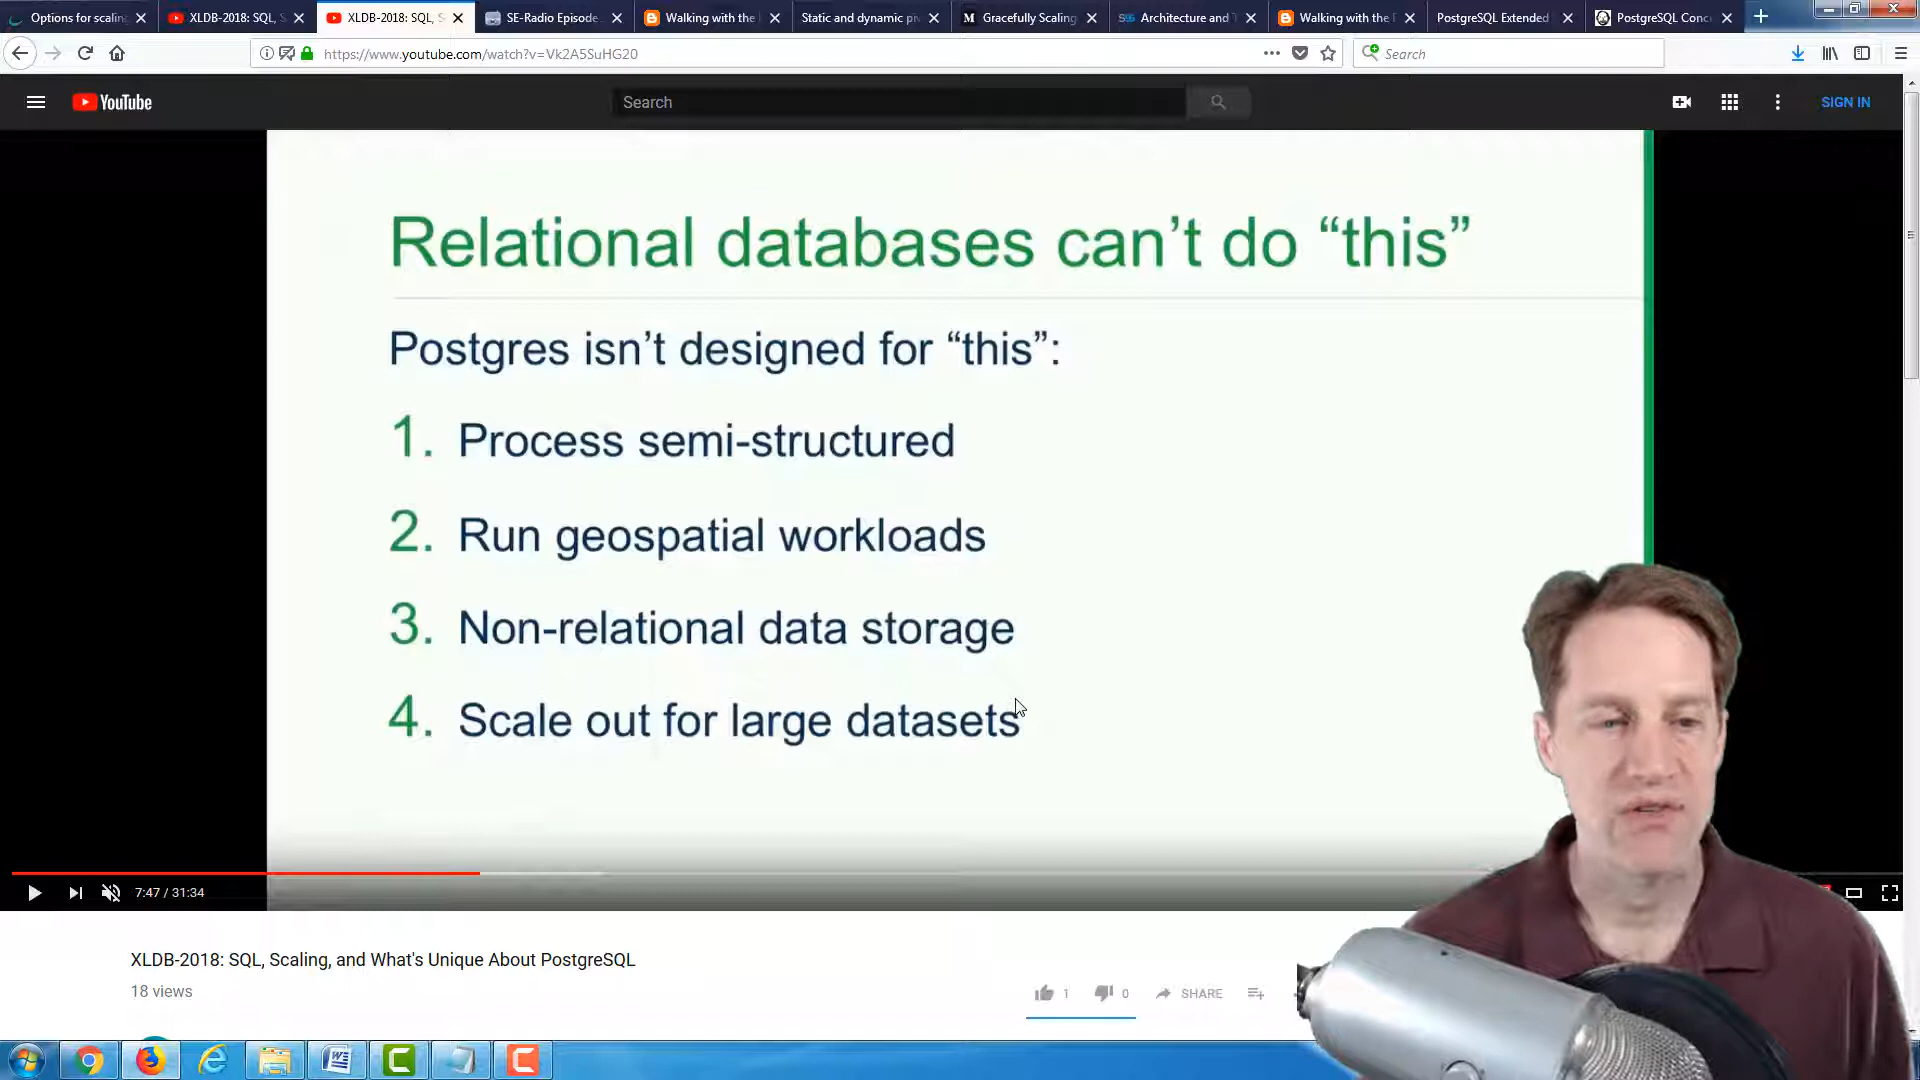 Options for scaling
XLDB-2018: SQL, S
XLDB-2018: SQL, S
SE-Radio Episode
Walking with the
Static and dynamic pi
Gracefully Scaling
Architecture and
Walking with the
PostgreSQL Extended
PostgreSQL Conc
https://www.youtube.com/watch?v=Vk2A5SuHG20
Search
YouTube
Search
SIGN IN
Relational databases can't do “this”
Postgres isn't designed for “this”:
1. Process semi-structured
2. Run geospatial workloads
3. Non-relational data storage
4. Scale out for large datasets
7:47 / 31:34
XLDB-2018: SQL, Scaling, and What's Unique About PostgreSQL
18 views
1
0
SHARE